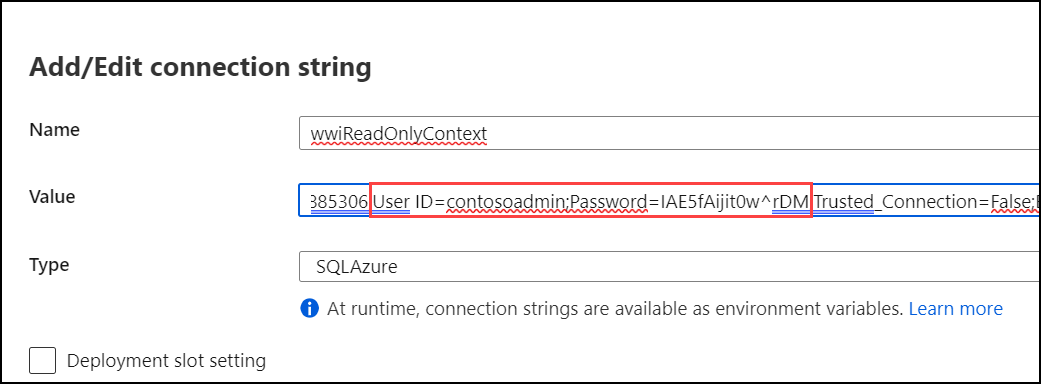 Add/Edit connection string
Name
wwiReadOnlyContext
Value
385306;User ID=contosoadmin;Password=IAE5fAijit0w^rDM;Trusted_Connection=False;E
Type
SQLAzure
At runtime, connection strings are available as environment variables. Learn more
Deployment slot setting